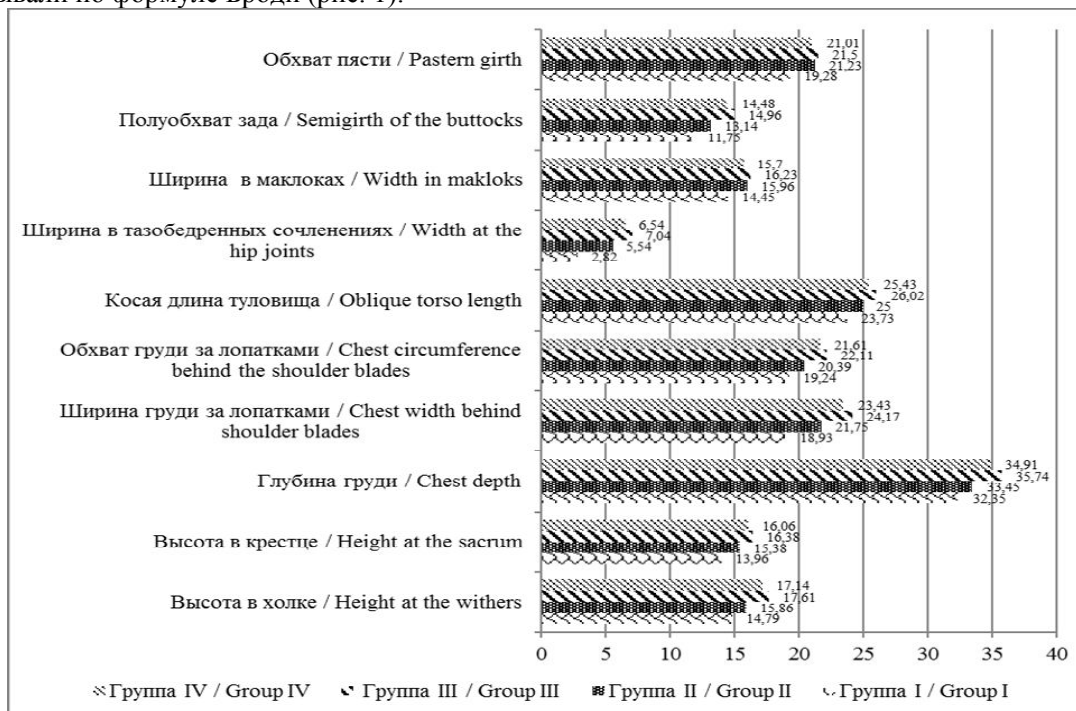 зывали по формуле Броди (рис. 1).
Обхват пясти / Pastern girth
21,01
21,5
21,23
19,28
Полуобхват зада / Semigirth of the buttocks
14,48
14,96
13,14
11,75
Ширина в маклоках / Width in makloks
15,7
16,23
15,96
14,45
Ширина в тазобедренных сочленениях / Width at the
hip joints
6,54
7,04
5,54
2,82
Косая длина туловища / Oblique torso length
25,43
26,02
25
23,73
Обхват груди за лопатками / Chest circumference
behind the shoulder blades
21,61
22,11
20,39
19,24
Ширина груди за лопатками / Chest width behind
shoulder blades
23,43
24,17
21,75
18,93
Глубина груди / Chest depth
34,91
35,74
33,45
32,35
Высота в крестце / Height at the sacrum
16,06
16,38
15,38
13,96
Высота в холке / Height at the withers
17,14
17,61
15,86
14,79
0 5 10 15 20 25 30 35 40
Группа IV / Group IV Группа III / Group III Группа II / Group II Группа I / Group I